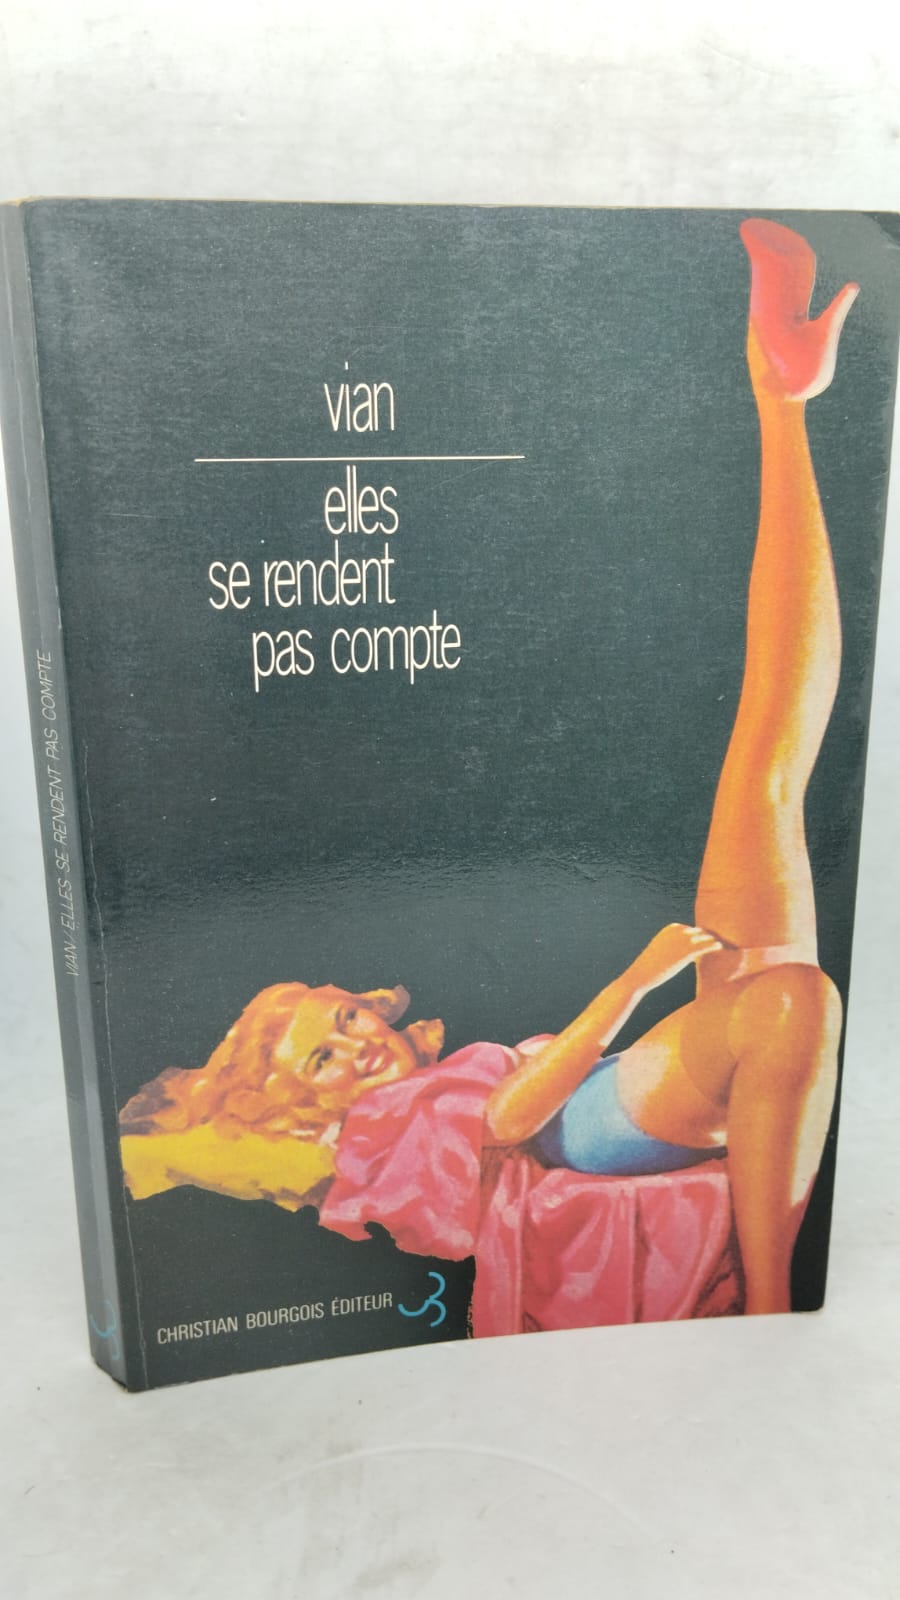 vian
elles
se rendent
pas compte
VIAN/ELLES SE RENDENT PAS COMPTE
CHRISTIAN BOURGOIS ÉDITEUR